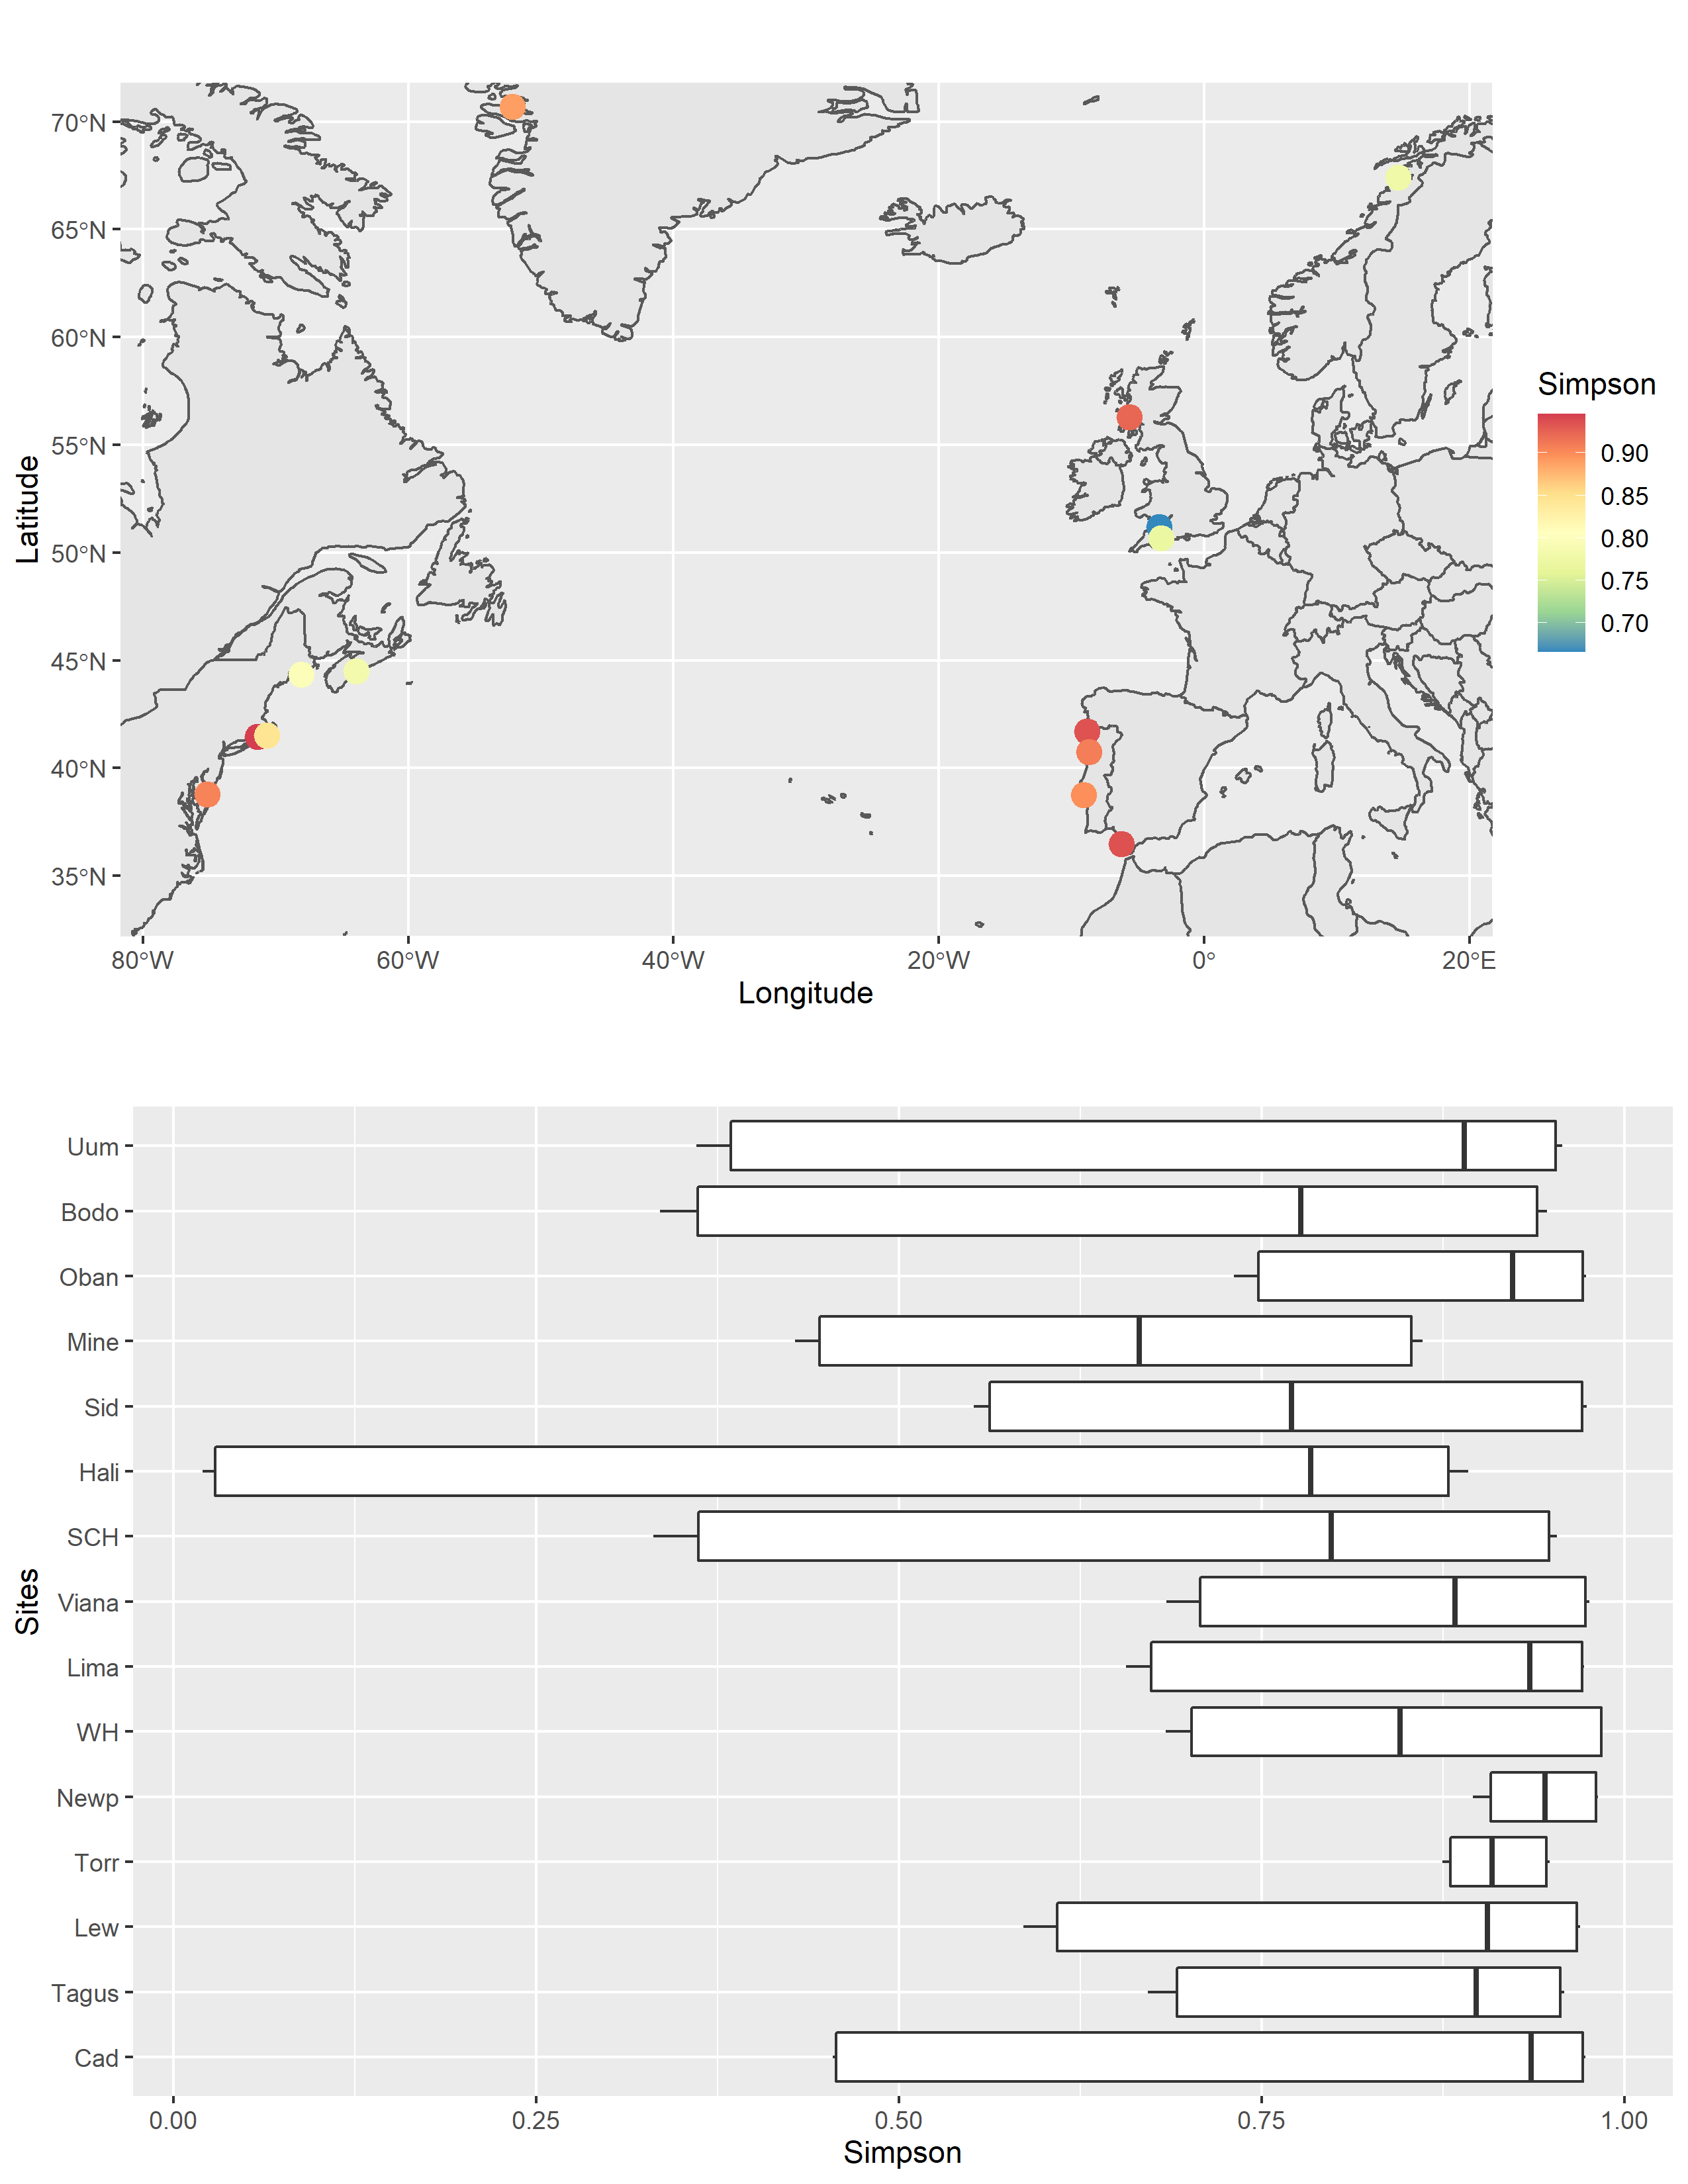 70°N
65°N
60°N
55°N
50°N
45°N
40°N
35°N
Latitude
80°W 60°W 40°W 20°W 0° 20°E
Longitude
Simpson
0.90
0.85
0.80
0.75
0.70
Uum
Bodo
Oban
Mine
Sid
Hali
SCH
Viana
Lima
WH
Newp
Torr
Lew
Tagus
Cad
Sites
0.00 0.25 0.50 0.75 1.00
Simpson